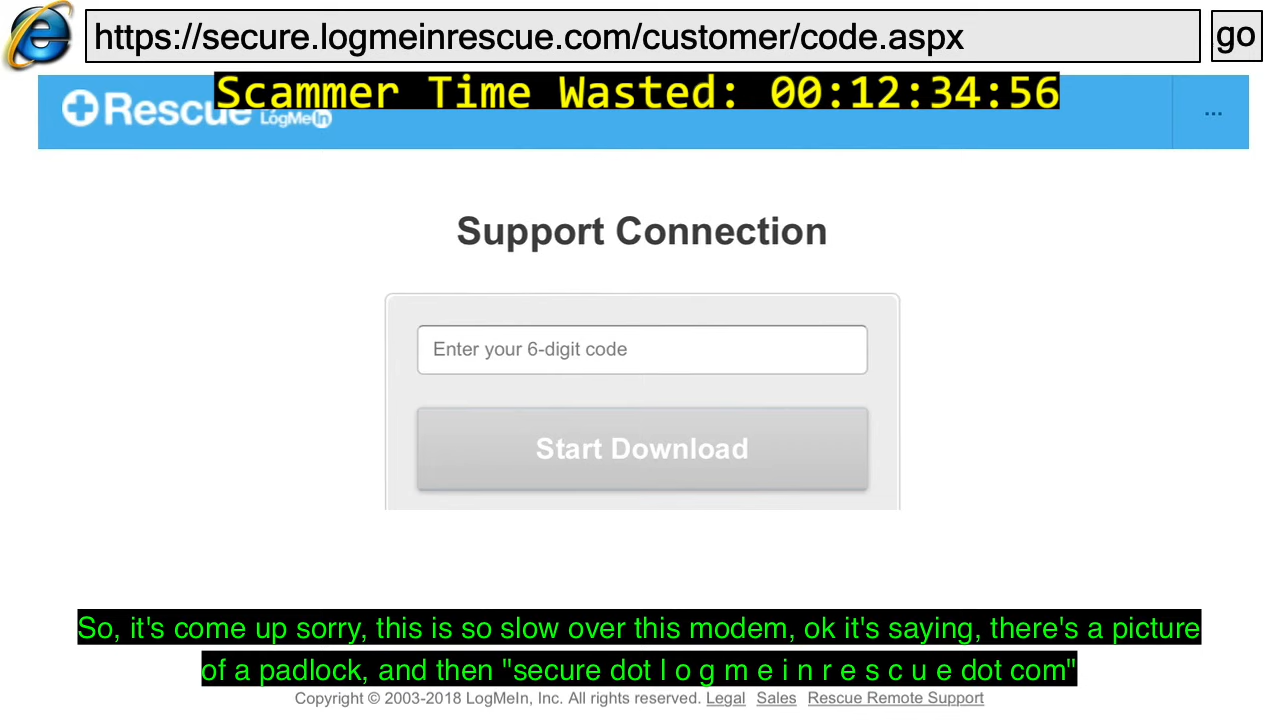 https://secure.logmeinrescue.com/customer/code.aspx go
Scammer Time Wasted: 00:12:34:56
Rescue LogMeIn ...
Support Connection
Enter your 6-digit code
Start Download
So, it's come up sorry, this is so slow over this modem, ok it's saying, there's a picture
of a padlock, and then "secure dot l o g m e i n r e s c u e dot com"
Copyright © 2003-2018 LogMeIn, Inc. All rights reserved. Legal Sales Rescue Remote Support